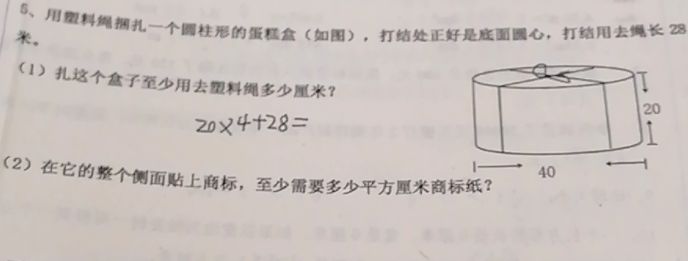 5、用塑料绳捆扎一个圆柱形的蛋糕盒（如图），打结处正好是底面圆心，打结用去绳长 28
米。
（1）扎这个盒子至少用去塑料绳多少厘米？
20×4+28=
20
（2）在它的整个侧面贴上商标，至少需要多少平方厘米商标纸？
40